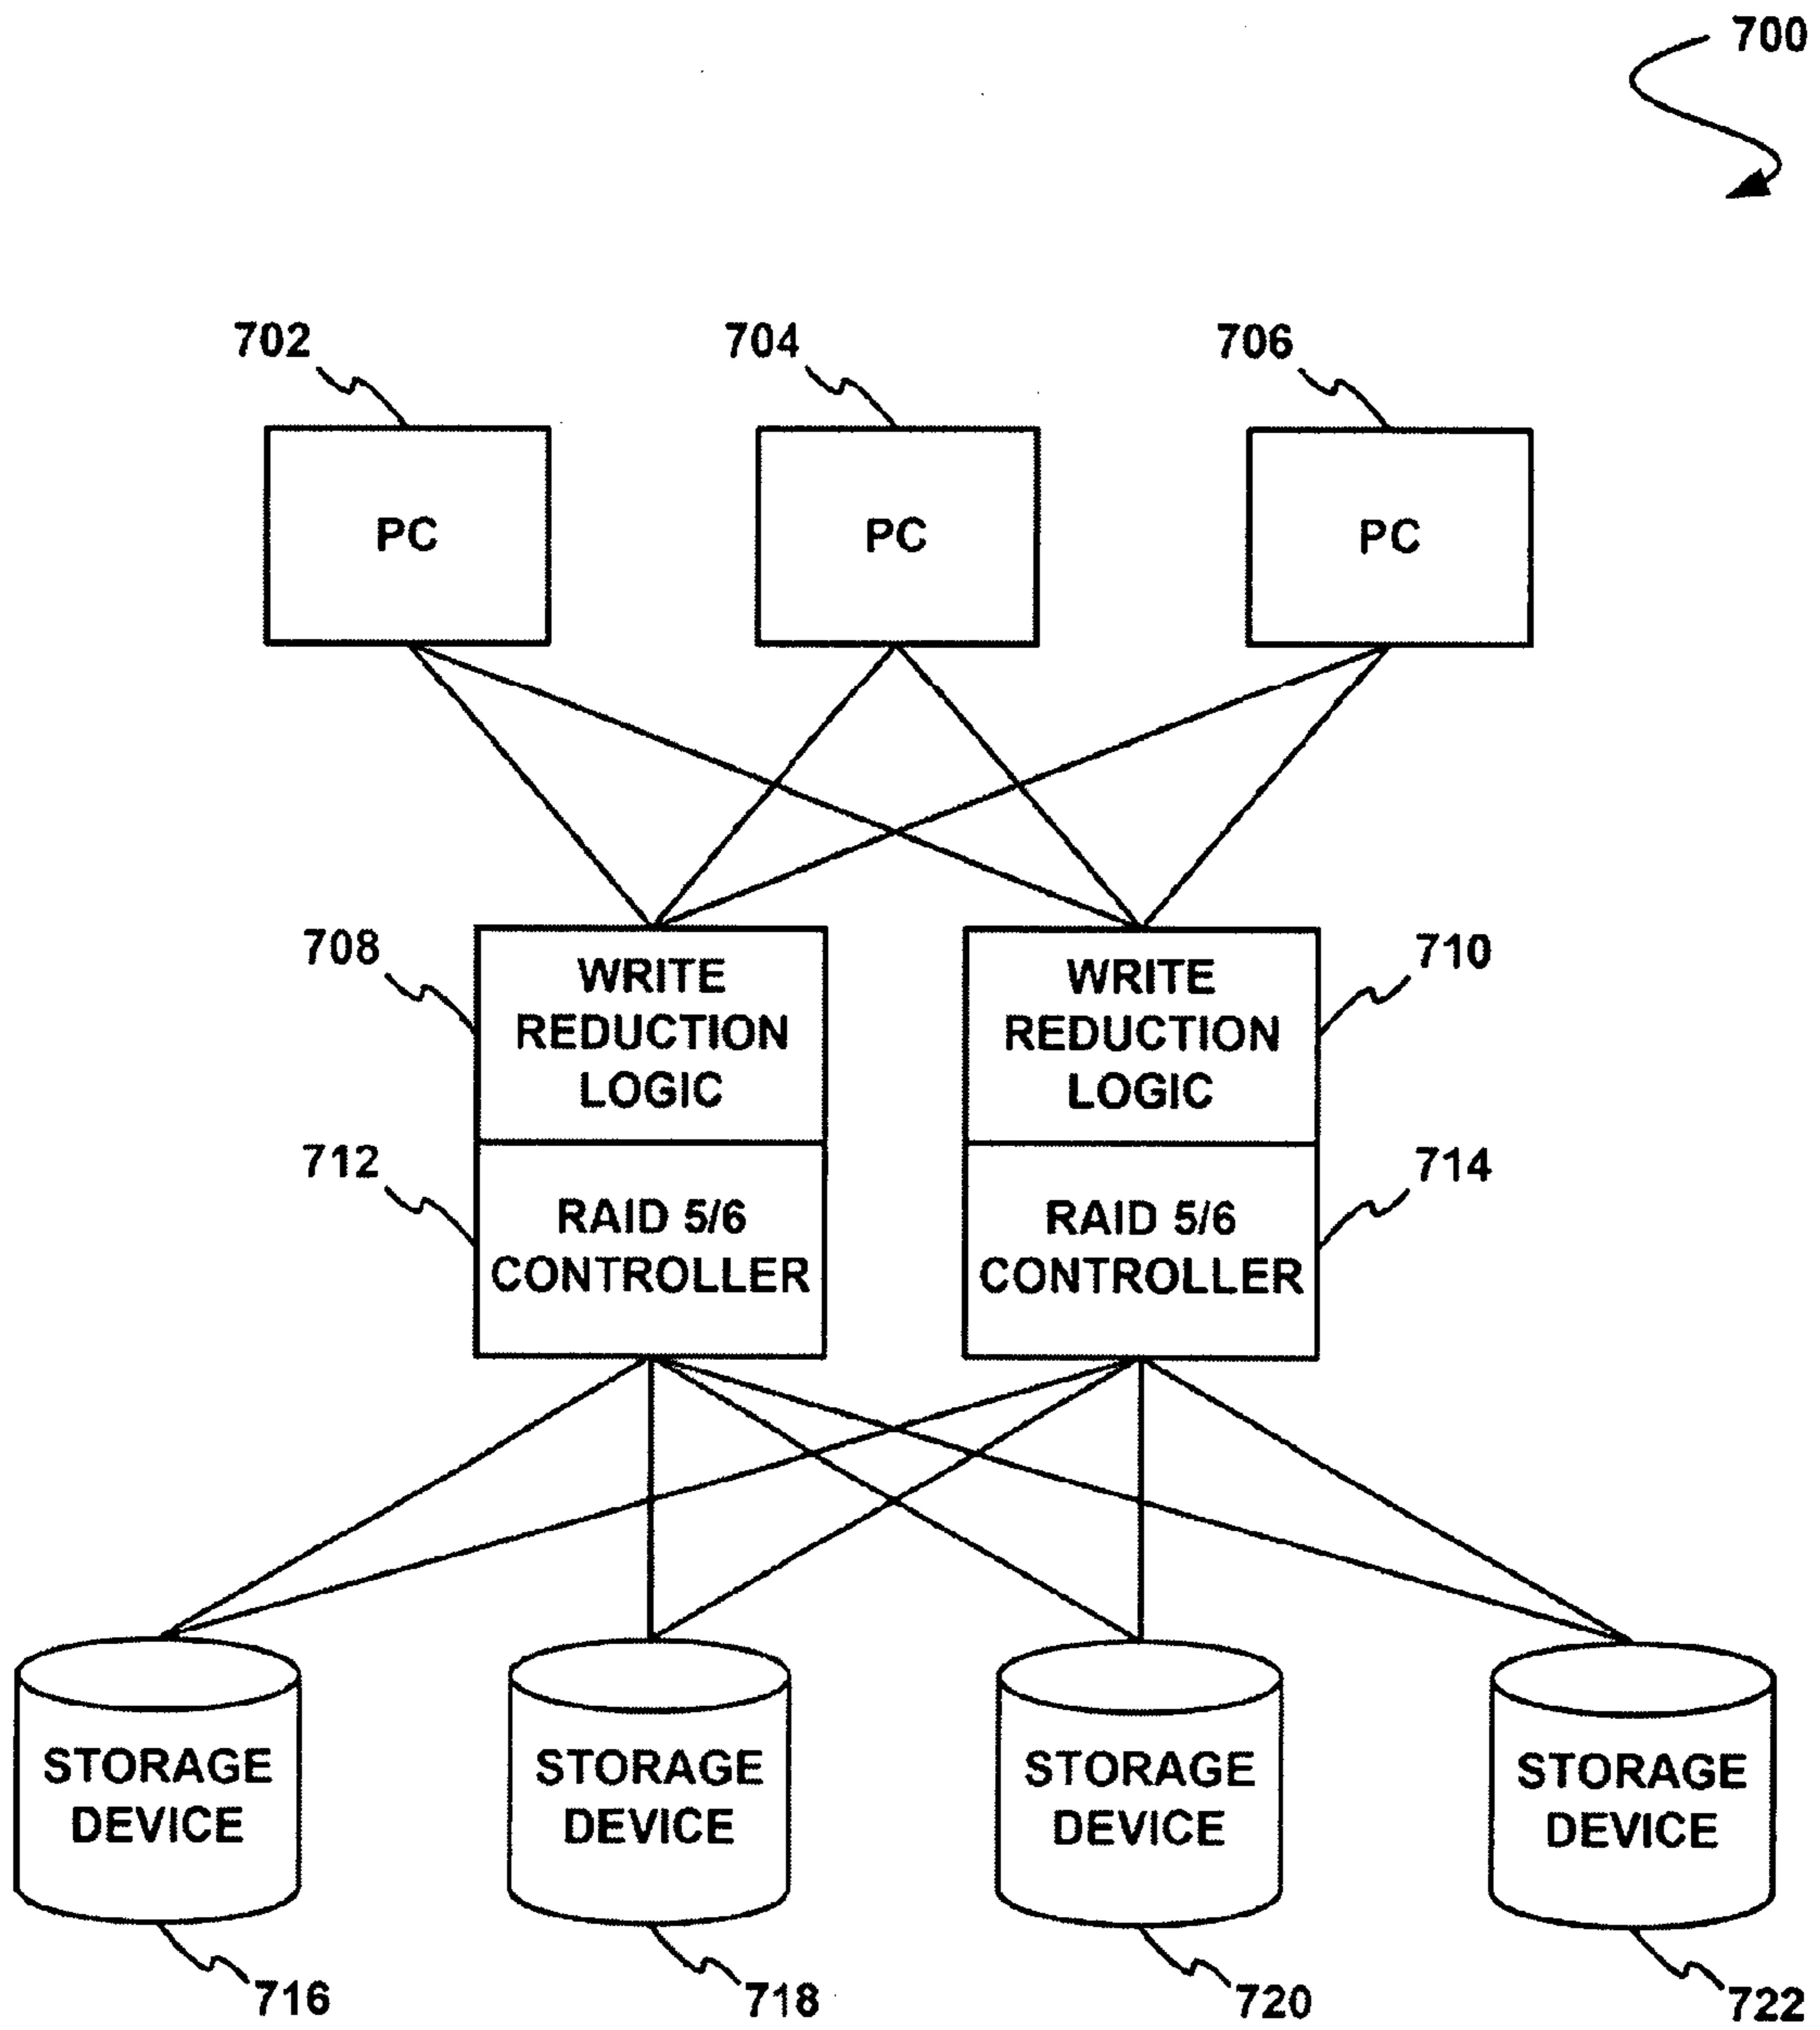 700
702
704
706
PC
PC
PC
708
WRITE
REDUCTION
LOGIC
WRITE
REDUCTION
LOGIC
710
712
RAID 5/6
CONTROLLER
RAID 5/6
CONTROLLER
714
STORAGE
DEVICE
STORAGE
DEVICE
STORAGE
DEVICE
STORAGE
DEVICE
716
718
720
722